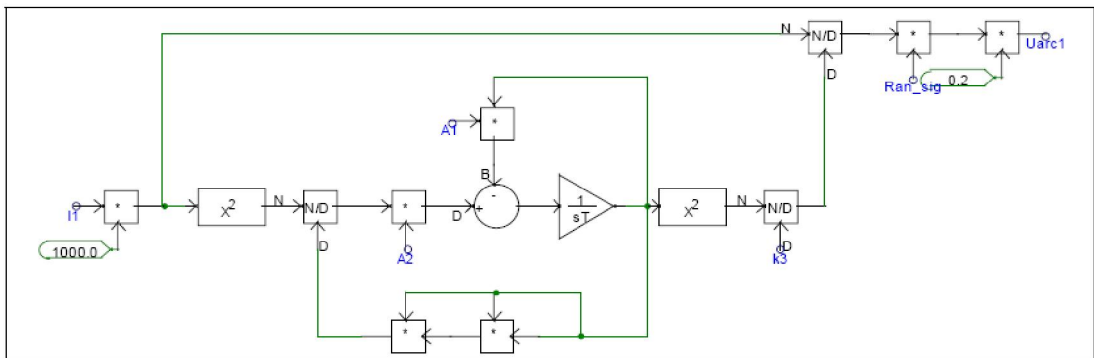 N N/D * * Uarc1
D
Ran_sig 0.2
A1 *
B
I1 * X² N N/D * D + - 1/sT X² N N/D
1000.0 D A2 D
k3
* *